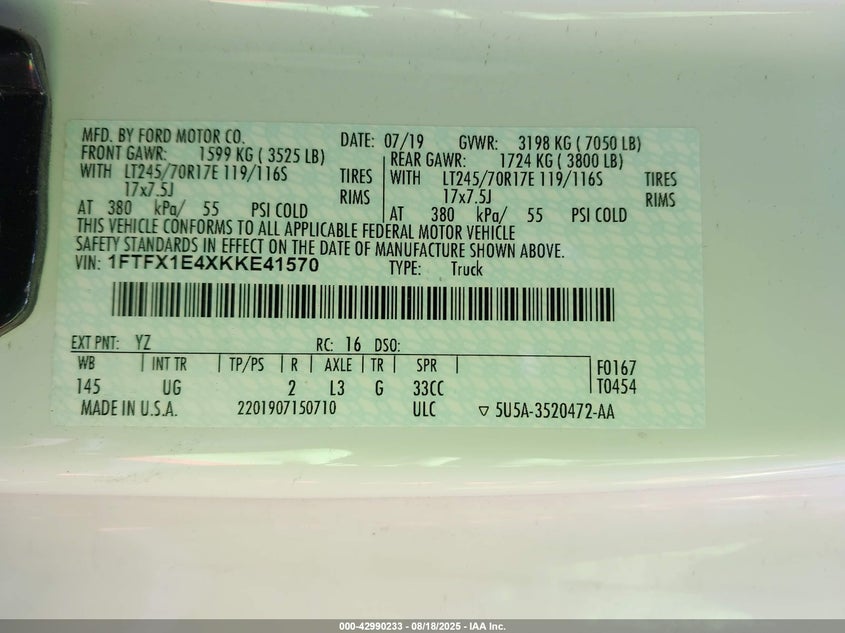 MFD. BY FORD MOTOR CO. DATE: 07/19 GVWR: 3198 KG ( 7050 LB)
FRONT GAWR: 1599 KG ( 3525 LB) REAR GAWR: 1724 KG ( 3800 LB)
WITH LT245/70R17E 119/116S TIRES WITH LT245/70R17E 119/116S TIRES
17x7.5J RIMS 17x7.5J RIMS
AT 380 kPa/ 55 PSI COLD AT 380 kPa/ 55 PSI COLD
THIS VEHICLE CONFORMS TO ALL APPLICABLE FEDERAL MOTOR VEHICLE
SAFETY STANDARDS IN EFFECT ON THE DATE OF MANUFACTURE SHOWN ABOVE.
VIN: 1FTFX1E4XKKE41570 TYPE: Truck
EXT PNT: YZ RC: 16 DSO:
WB INT TR TP/PS R AXLE TR SPR F0167
145 UG 2 L3 G 33CC T0454
MADE IN U.S.A. 2201907150710 ULC ▽ 5U5A-3520472-AA
000-42990233 - 08/18/2025 - IAA Inc.